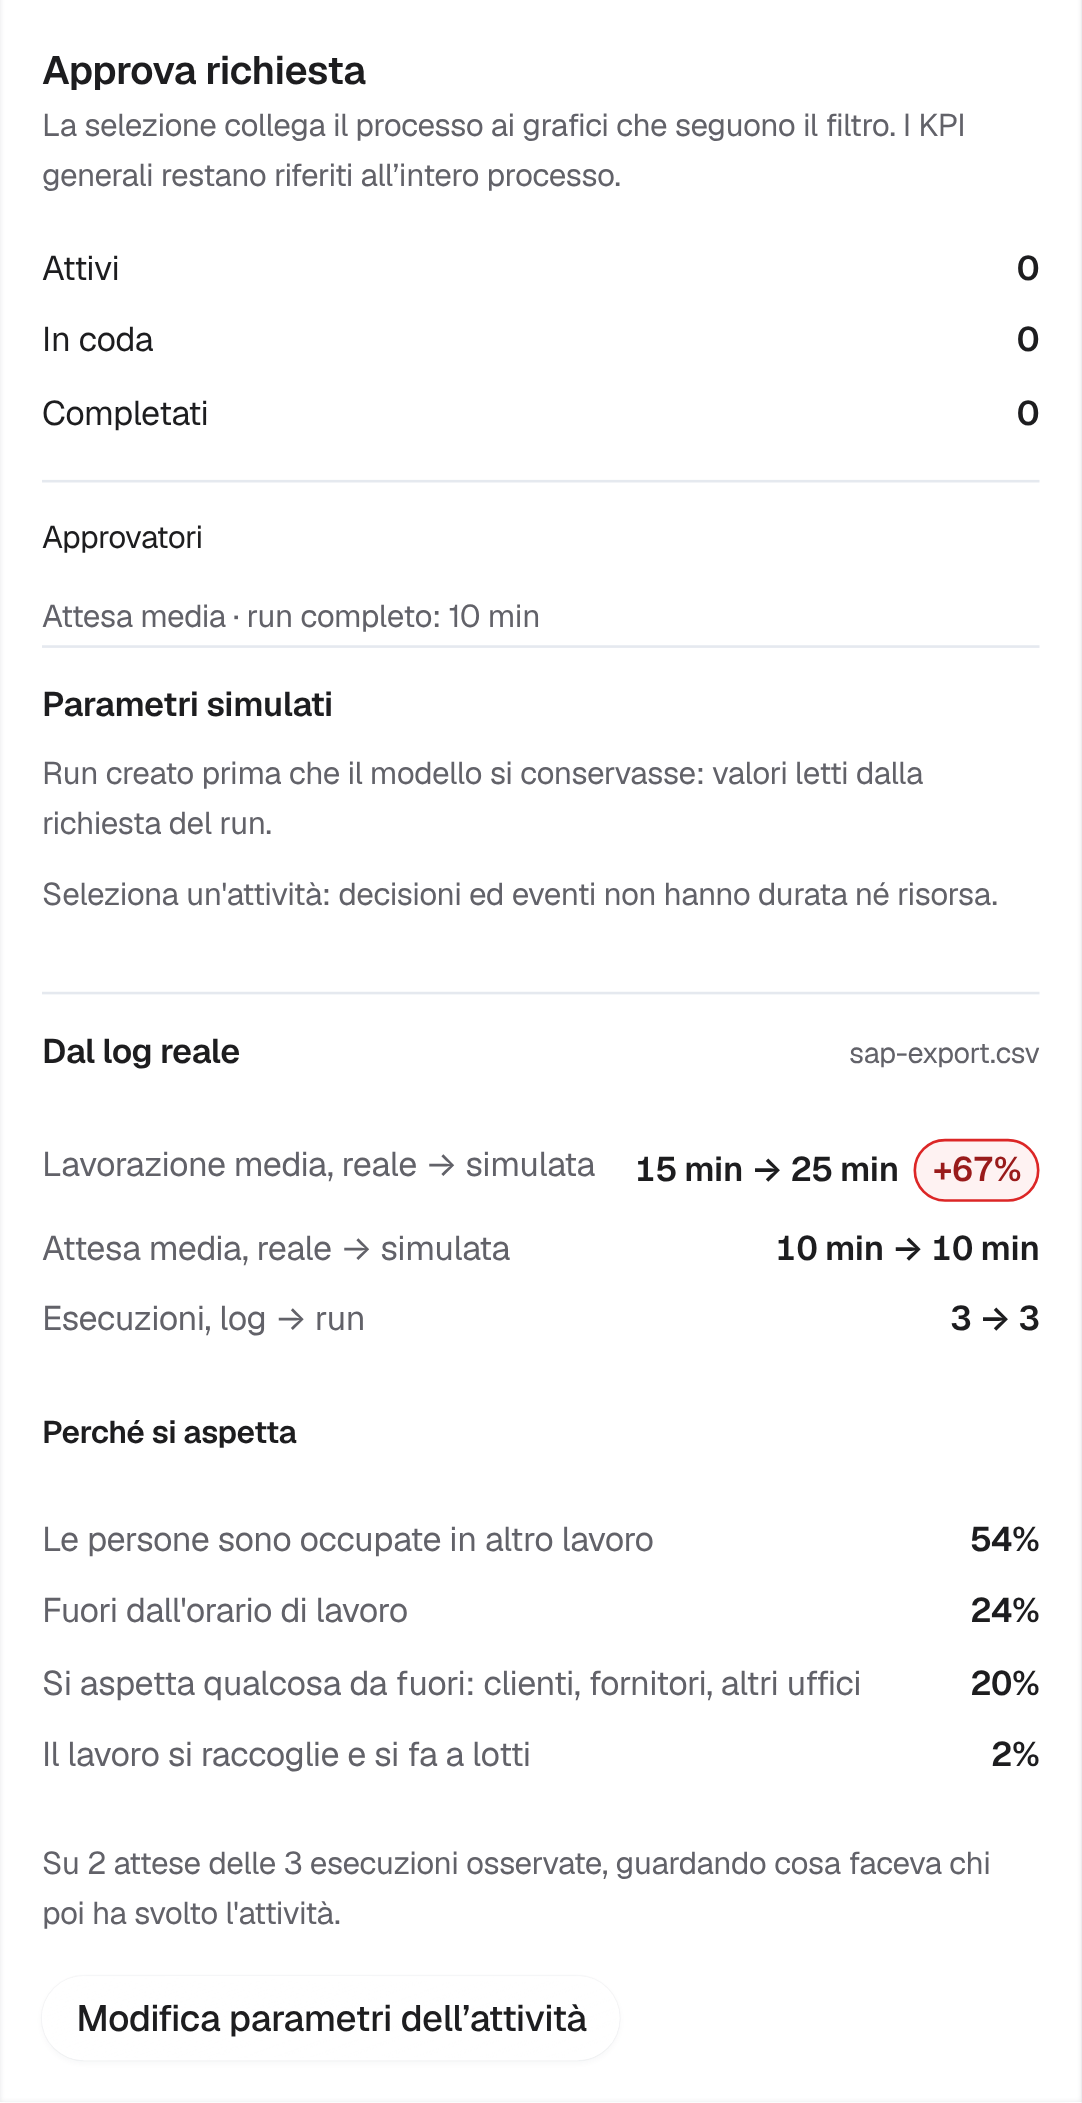 Approva richiesta
La selezione collega il processo ai grafici che seguono il filtro. I KPI
generali restano riferiti all’intero processo.
Attivi 0
In coda 0
Completati 0
Approvatori
Attesa media · run completo: 10 min
Parametri simulati
Run creato prima che il modello si conservasse: valori letti dalla
richiesta del run.
Seleziona un'attività: decisioni ed eventi non hanno durata né risorsa.
Dal log reale sap-export.csv
Lavorazione media, reale → simulata 15 min → 25 min +67%
Attesa media, reale → simulata 10 min → 10 min
Esecuzioni, log → run 3 → 3
Perché si aspetta
Le persone sono occupate in altro lavoro 54%
Fuori dall'orario di lavoro 24%
Si aspetta qualcosa da fuori: clienti, fornitori, altri uffici 20%
Il lavoro si raccoglie e si fa a lotti 2%
Su 2 attese delle 3 esecuzioni osservate, guardando cosa faceva chi
poi ha svolto l'attività.
Modifica parametri dell’attività